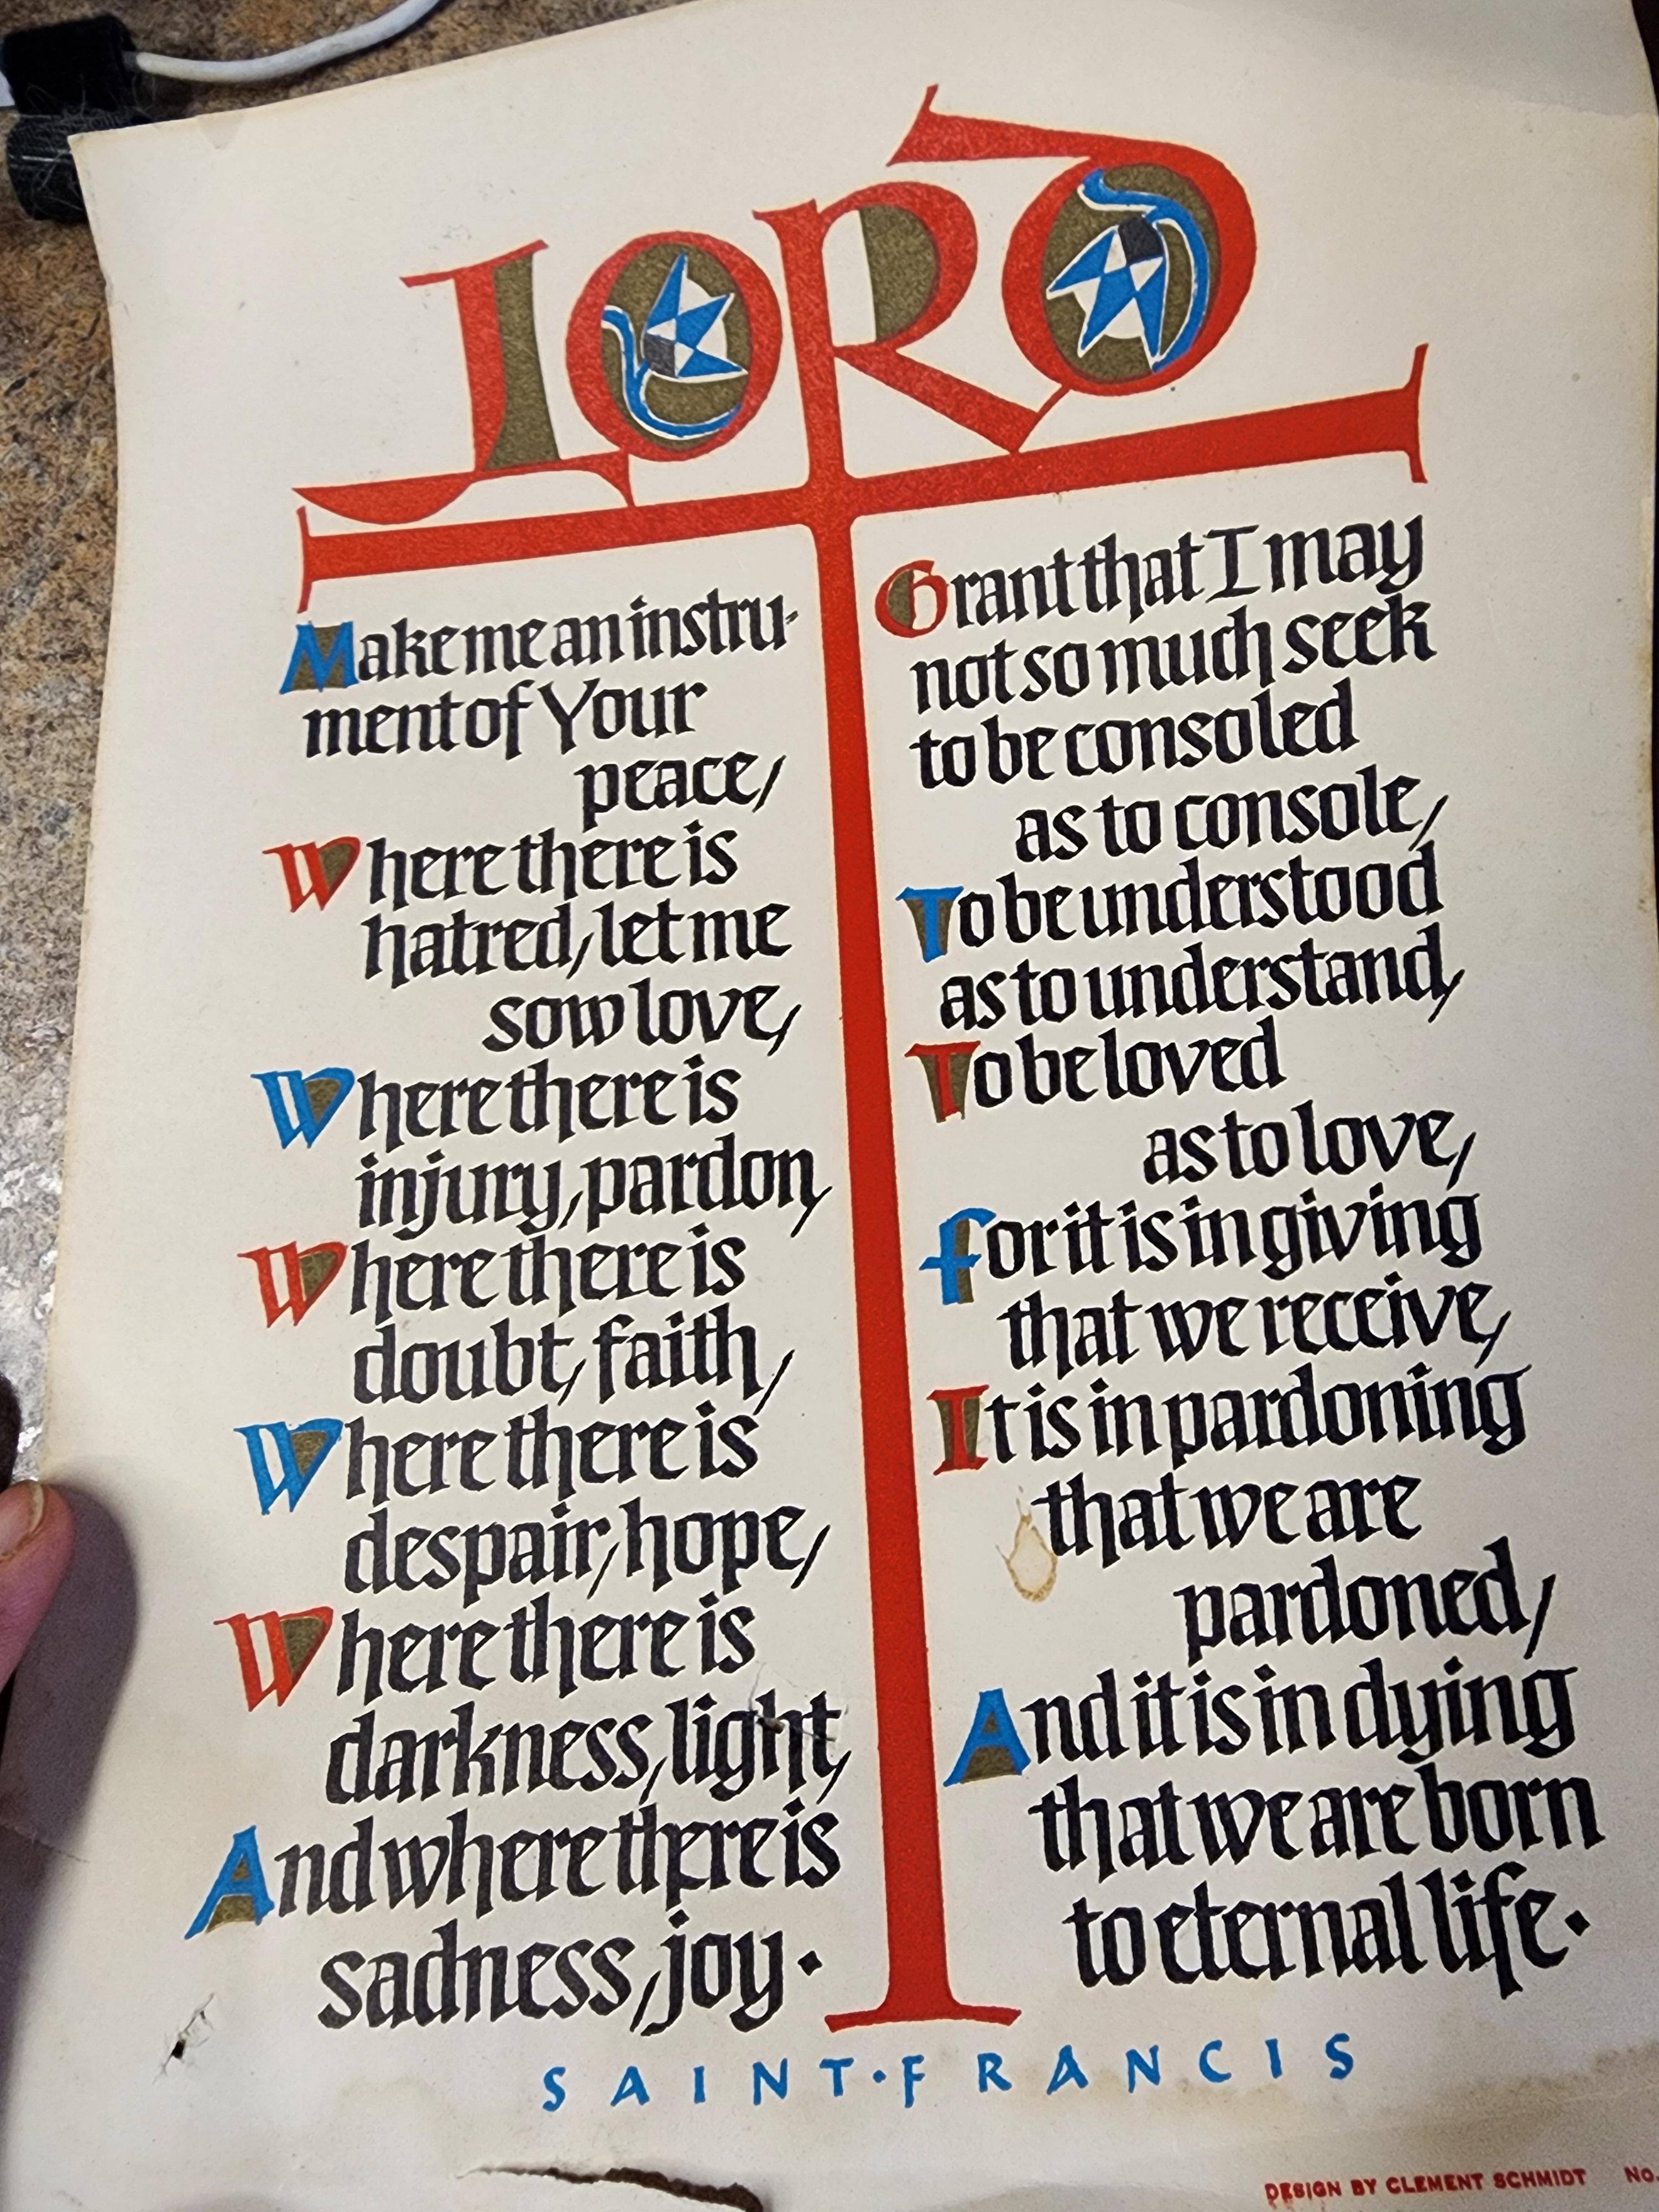 LORD
Make me an instru-
ment of Your
peace,
Where there is
hatred, let me
sow love,
Where there is
injury, pardon,
Where there is
doubt, faith,
Where there is
despair, hope,
Where there is
darkness, light,
And where there is
sadness, joy.
Grant that I may
not so much seek
to be consoled
as to console,
To be understood
as to understand,
To be loved
as to love,
for it is in giving
that we receive,
It is in pardoning
that we are
pardoned,
And it is in dying
that we are born
to eternal life.
SAINT·FRANCIS
DESIGN BY CLEMENT SCHMIDT No.